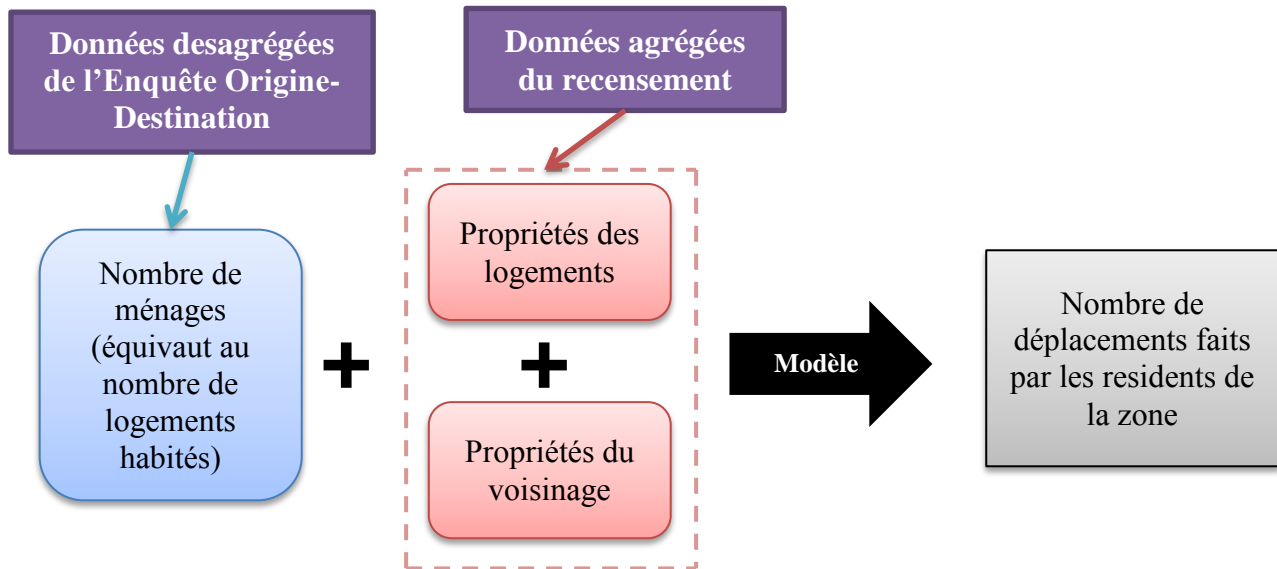 Données desagrégées
de l'Enquête Origine-
Destination
Données agrégées
du recensement
Nombre de
ménages
(équivaut au
nombre de
logements
habités)
+
Propriétés des
logements
+
Propriétés du
voisinage
Modèle
Nombre de
déplacements faits
par les residents de
la zone